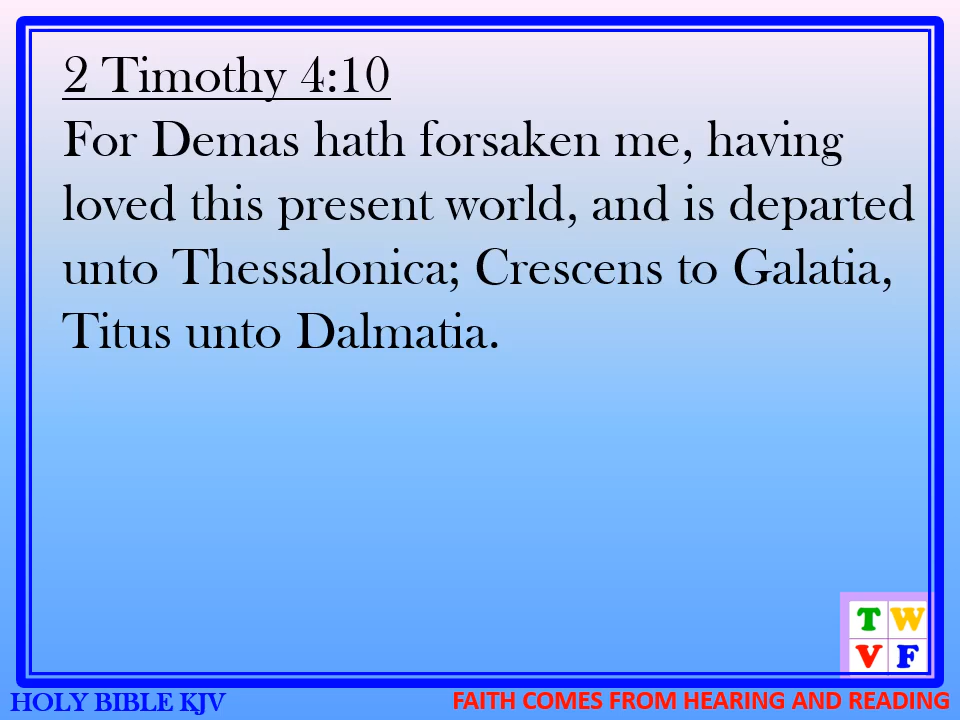 2 Timothy 4:10
For Demas hath forsaken me, having
loved this present world, and is departed
unto Thessalonica; Crescens to Galatia,
Titus unto Dalmatia.
T W
V F
HOLY BIBLE KJV
FAITH COMES FROM HEARING AND READING